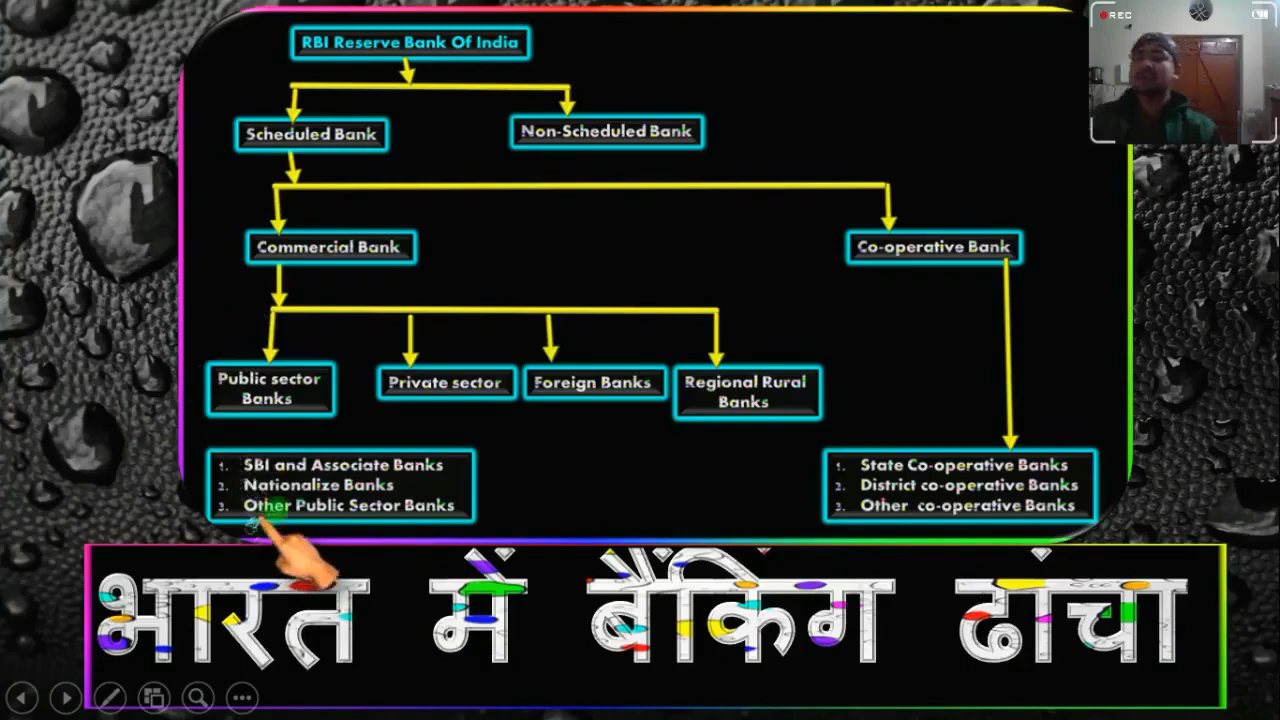 REC
RBI Reserve Bank Of India
Scheduled Bank
Non-Scheduled Bank
Commercial Bank
Co-operative Bank
Public sector
Banks
Private sector
Foreign Banks
Regional Rural
Banks
1. SBI and Associate Banks
2. Nationalize Banks
3. Other Public Sector Banks
1. State Co-operative Banks
2. District co-operative Banks
3. Other co-operative Banks
भारत में बैंकिंग ढांचा